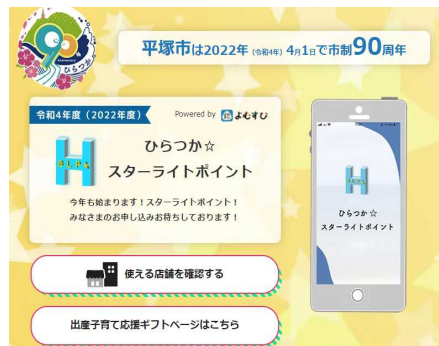 90
Anniversary
ひらつか
平塚市は2022年(令和4年)4月1日で市制90周年
令和4年度(2022年度)
Powered by よむすび
ひらつか☆
スターライトポイント
今年も始まります!スターライトポイント!
みなさまのお申し込みお待ちしております!
H
ひらつか☆
スターライトポイント
使える店舗を確認する
出産子育て応援ギフトページはこちら